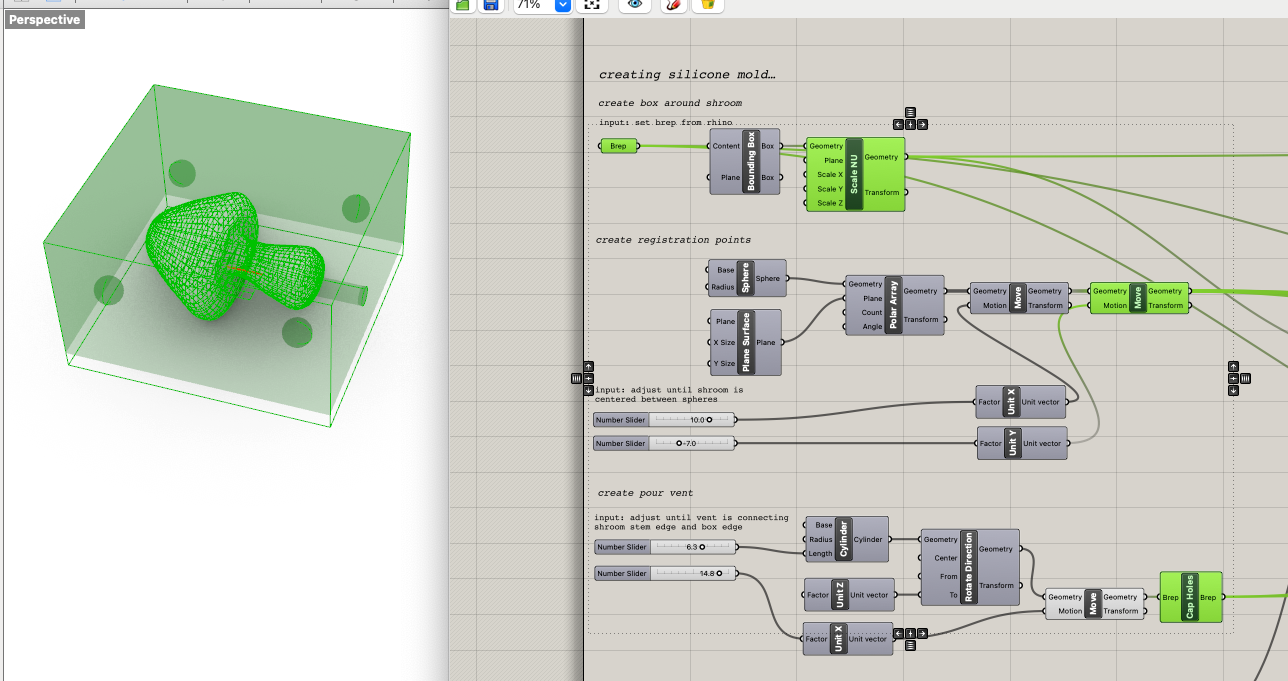 Perspective
71%
creating silicone mold…
create box around shroom
input: set brep from rhino
Brep
Content
Plane
Bounding Box
Box
Box
Geometry
Plane
Scale X
Scale Y
Scale Z
Scale NU
Geometry
Transform
create registration points
Base
Radius
Sphere
Sphere
Plane
X Size
Y Size
Plane Surface
Plane
Geometry
Plane
Count
Angle
Polar Array
Geometry
Transform
Geometry
Motion
Move
Geometry
Transform
Geometry
Motion
Move
Geometry
Transform
input: adjust until shroom is
centered between spheres
Number Slider 10.0
Number Slider -7.0
Factor
Unit X
Unit vector
Factor
Unit Y
Unit vector
create pour vent
input: adjust until vent is connecting
shroom stem edge and box edge
Number Slider 6.3
Number Slider 14.8
Base
Radius
Length
Cylinder
Cylinder
Factor
Unit Z
Unit vector
Factor
Unit X
Unit vector
Geometry
Center
From
To
Rotate Direction
Geometry
Transform
Geometry
Motion
Move
Geometry
Transform
Brep
Cap Holes
Brep